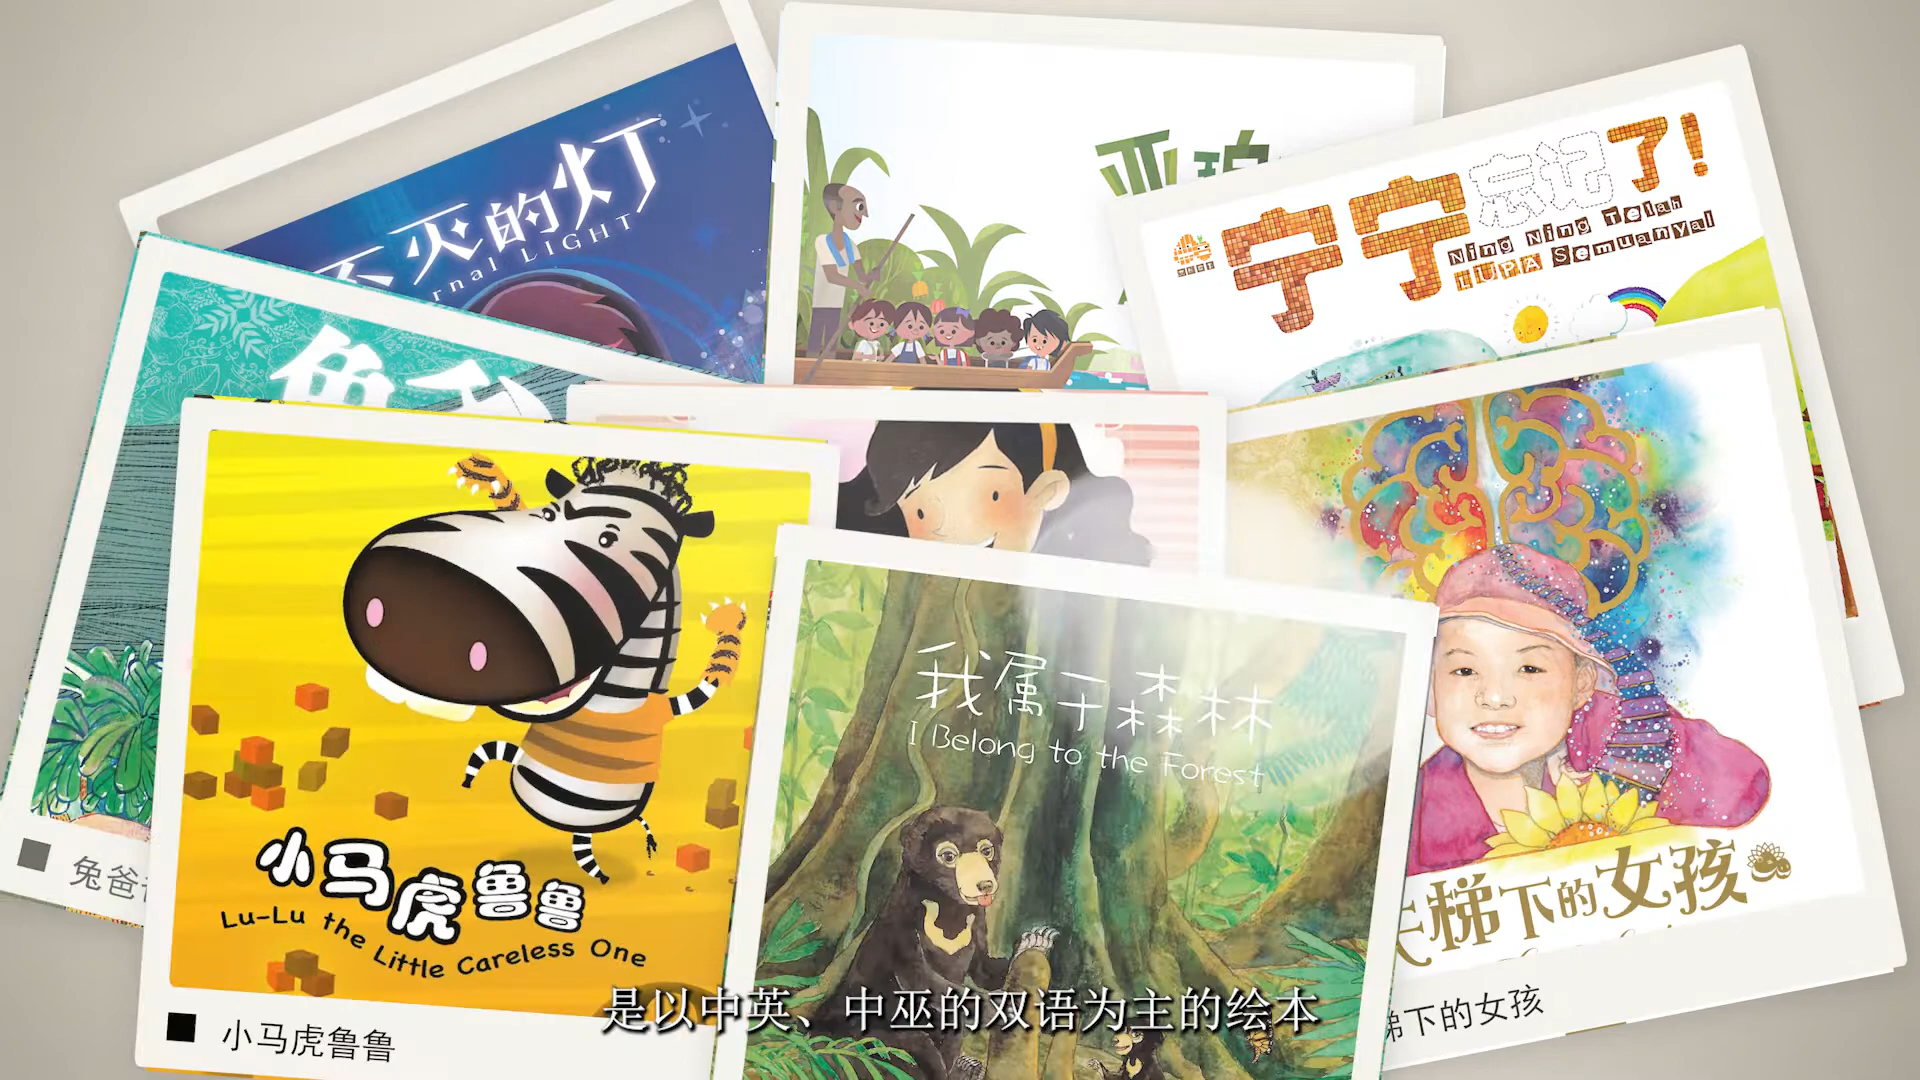 灭的灯
rnal LIGHT
亚
宁宁忘记了!
Ning Ning Telah
LUPA Semuanya!
兔
兔爸
小马虎鲁鲁
Lu-Lu the Little Careless One
小马虎鲁鲁
我属于森林
I Belong to the Forest
梯下的女孩
梯下的女孩
是以中英、中巫的双语为主的绘本